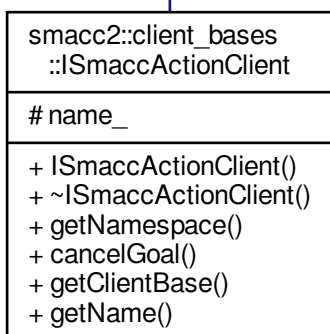 smacc2::client_bases
::ISmaccActionClient
# name_
+ ISmaccActionClient()
+ ~ISmaccActionClient()
+ getNamespace()
+ cancelGoal()
+ getClientBase()
+ getName()